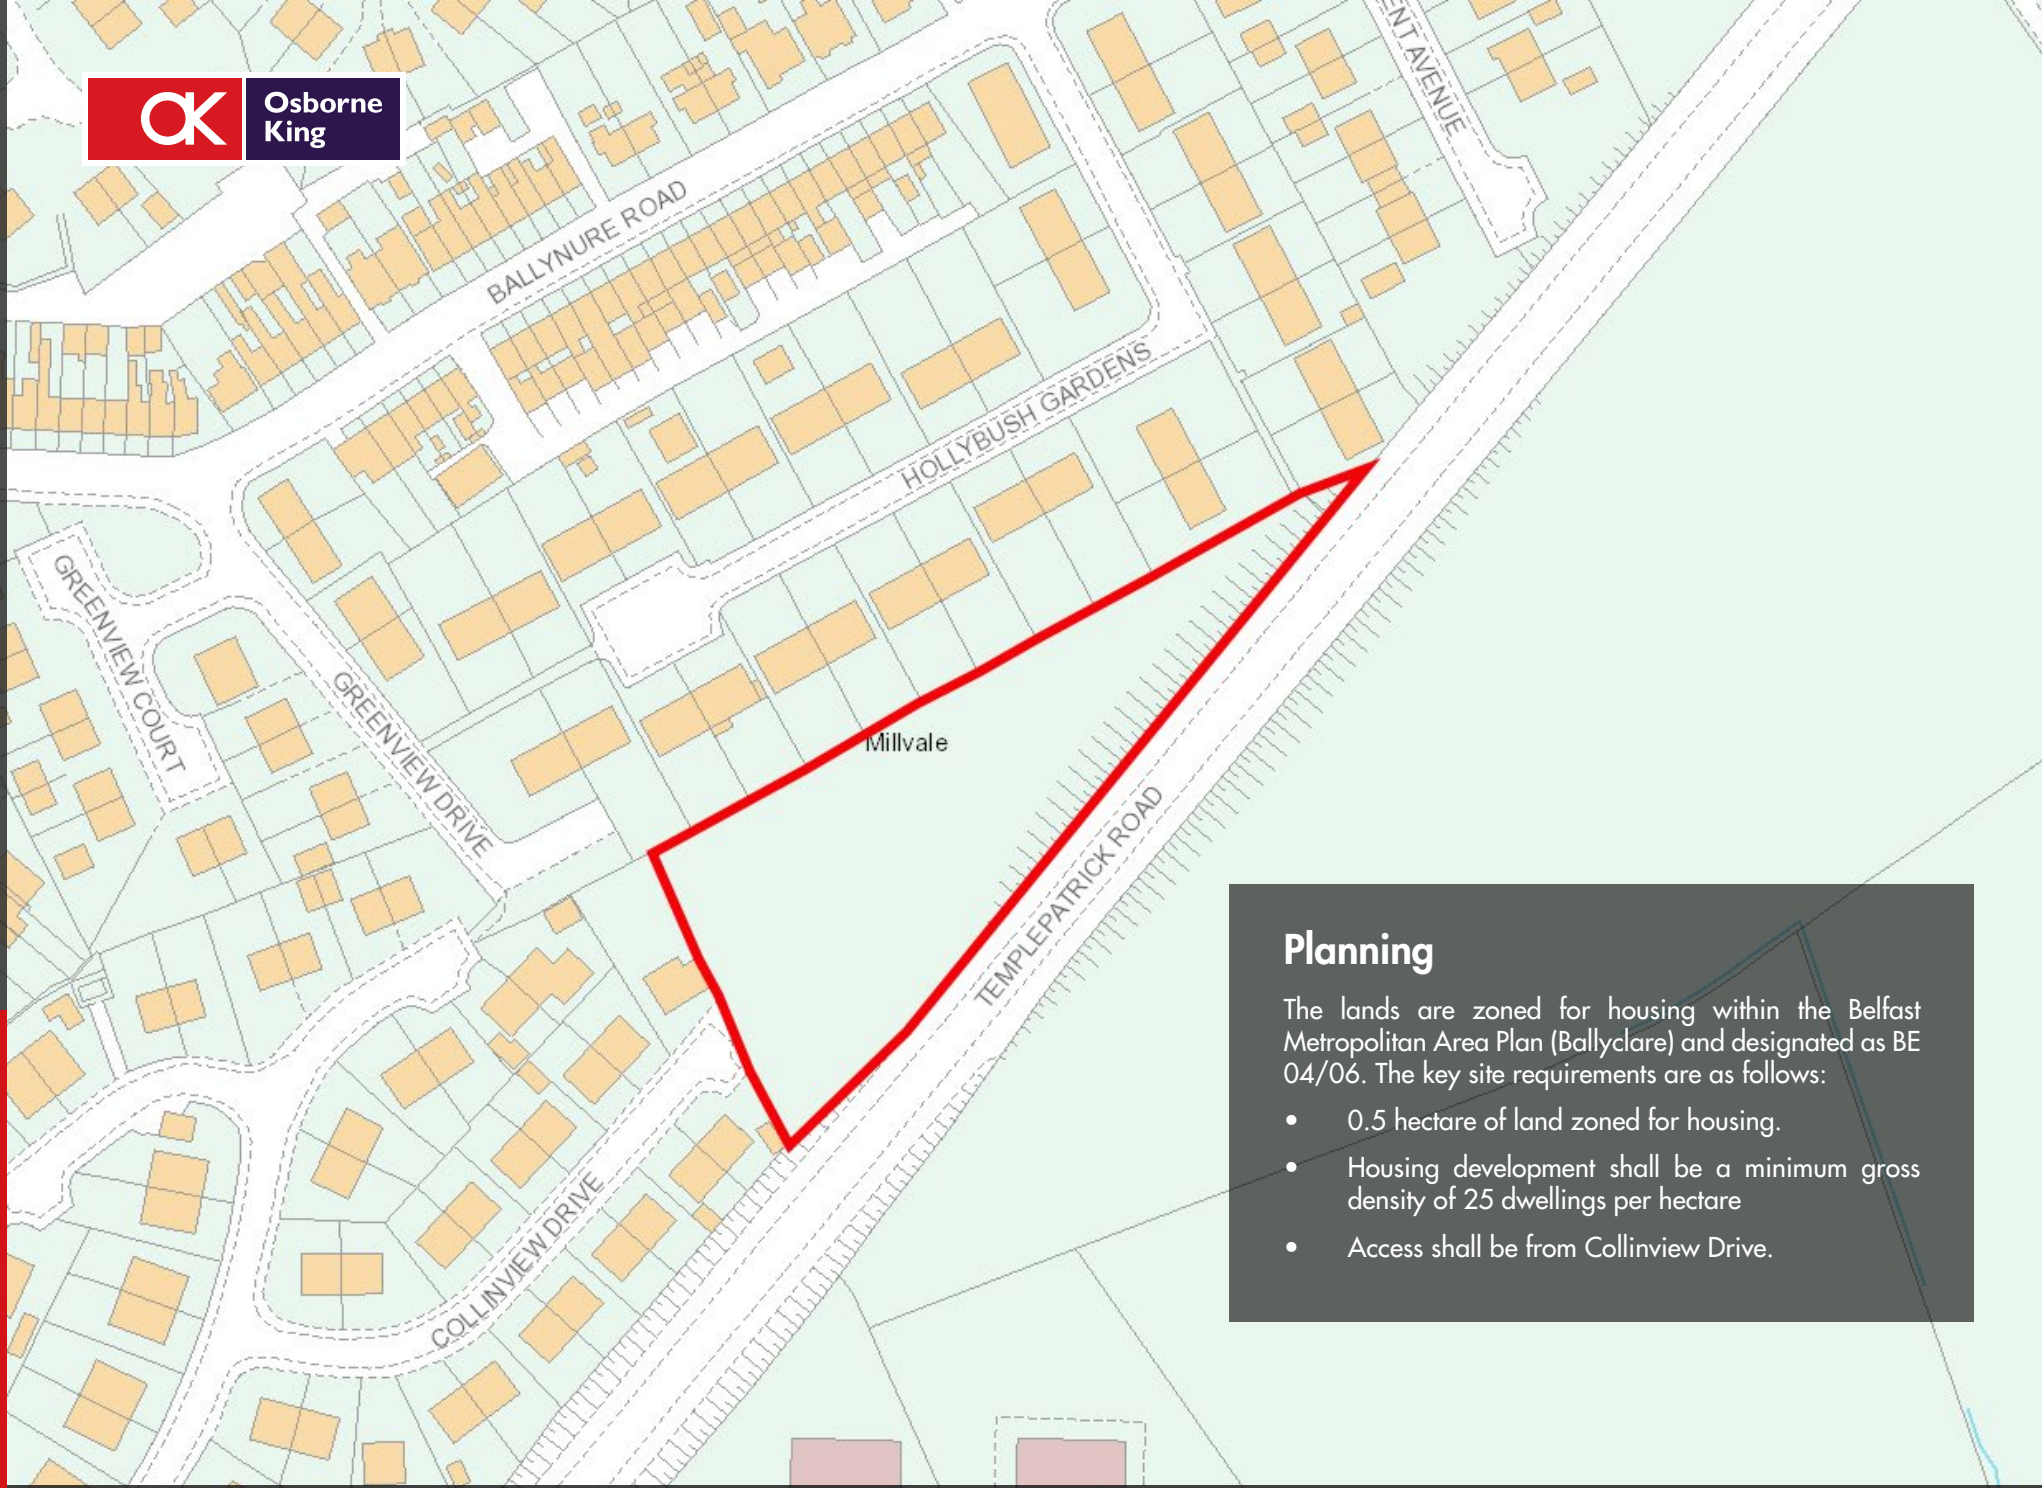 Osborne
King
ENT AVENUE
BALLYNURE ROAD
HOLLYBUSH GARDENS
GREENVIEW COURT
GREENVIEW DRIVE
Millvale
TEMPLEPATRICK ROAD
COLLINVIEW DRIVE
Planning
The lands are zoned for housing within the Belfast
Metropolitan Area Plan (Ballyclare) and designated as BE
04/06. The key site requirements are as follows:
• 0.5 hectare of land zoned for housing.
• Housing development shall be a minimum gross
density of 25 dwellings per hectare
• Access shall be from Collinview Drive.